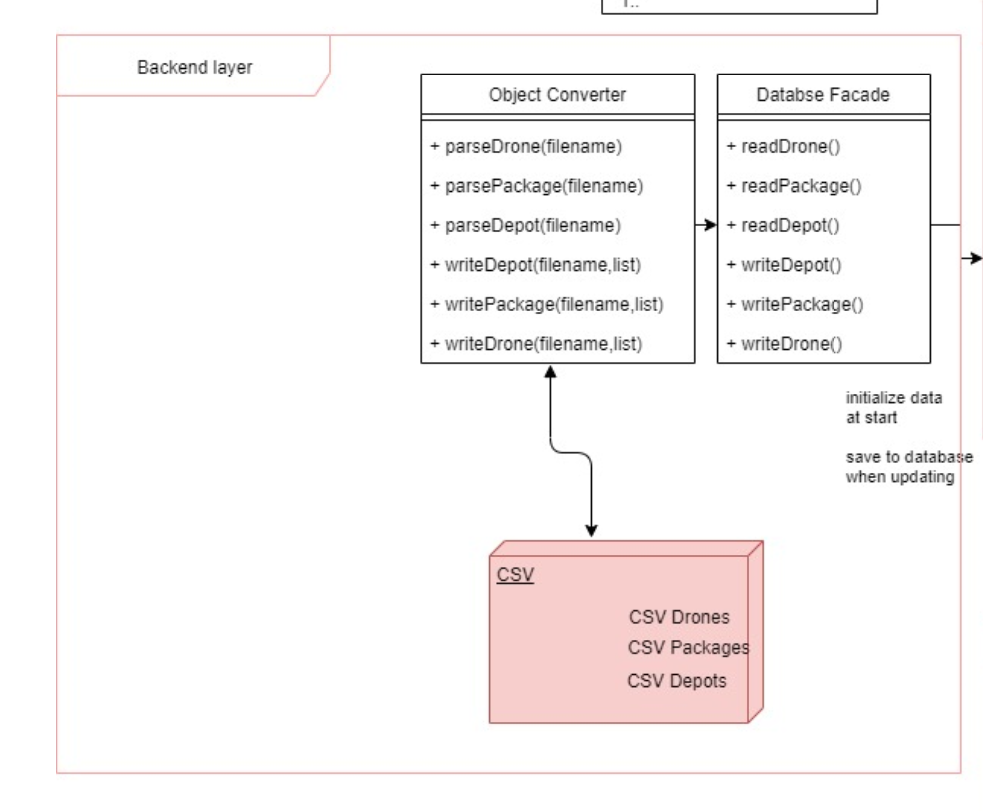 Backend layer
Object Converter
+ parseDrone(filename)
+ parsePackage(filename)
+ parseDepot(filename)
+ writeDepot(filename,list)
+ writePackage(filename,list)
+ writeDrone(filename,list)
Databse Facade
+ readDrone()
+ readPackage()
+ readDepot()
+ writeDepot()
+ writePackage()
+ writeDrone()
initialize data
at start
save to database
when updating
CSV
CSV Drones
CSV Packages
CSV Depots